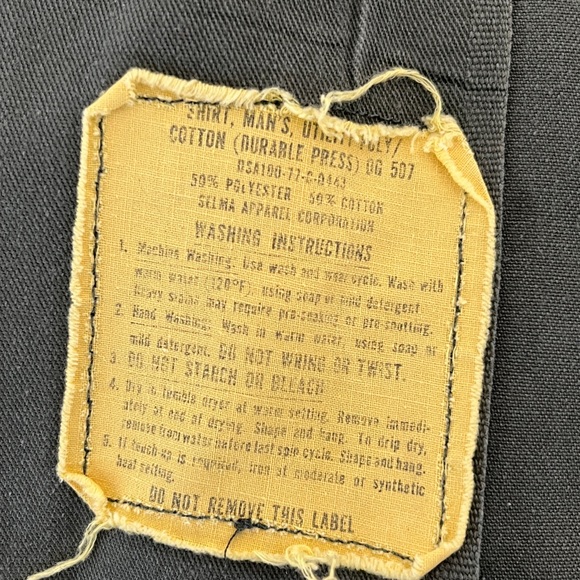 SHIRT, MAN'S, UTILITY POLY/
COTTON (DURABLE PRESS) OG 507
DSA100-77-C-0443
50% POLYESTER 50% COTTON
SELMA APPAREL CORPORATION
WASHING INSTRUCTIONS
1. Machine Washing: Use wash and wear cycle. Wash with
warm water (120°F), using soap or mild detergent
Heavy stains may require pre-soaking or pre-spotting.
2. Hand Washing: Wash in warm water, using soap or
mild detergent. DO NOT WRING OR TWIST.
3. DO NOT STARCH OR BLEACH
4. Dry in tumble dryer at warm setting. Remove immedi-
ately at end of drying. Shape and hang. To drip dry,
remove from water before last spin cycle. Shape and hang.
5. If touch-up is required, iron at moderate or synthetic
heat setting.
DO NOT REMOVE THIS LABEL